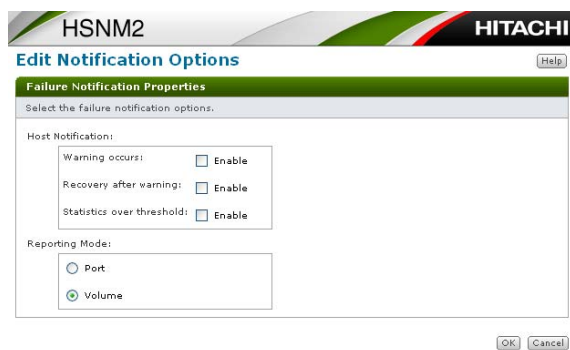 HSNM2
HITACHI
Edit Notification Options
Help
Failure Notification Properties
Select the failure notification options.
Host Notification:
Warning occurs: Enable
Recovery after warning: Enable
Statistics over threshold: Enable
Reporting Mode:
Port
Volume
OK Cancel